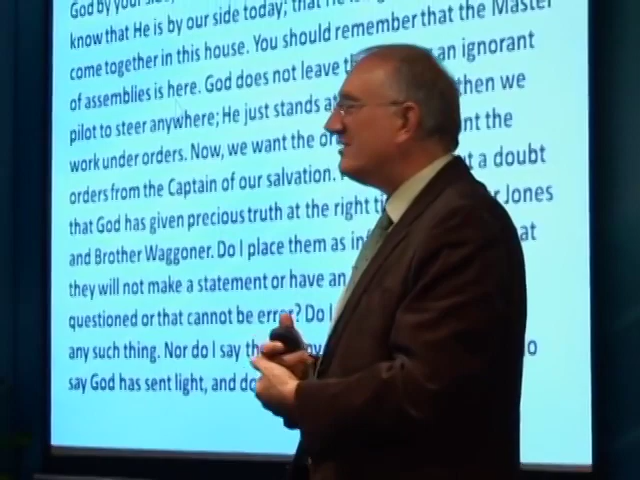 God by your side,
know that He is by our side today; that He
come together in this house. You should remember that the Master
of assemblies is here. God does not leave an ignorant
pilot to steer anywhere; He just stands then we
work under orders. Now, we want the the
orders from the Captain of our salvation. a doubt
that God has given precious truth at the right Jones
and Brother Waggoner. Do I place them as at
they will not make a statement or have an
questioned or that cannot be error? Do I
any such thing. Nor do I say
say God has sent light, and